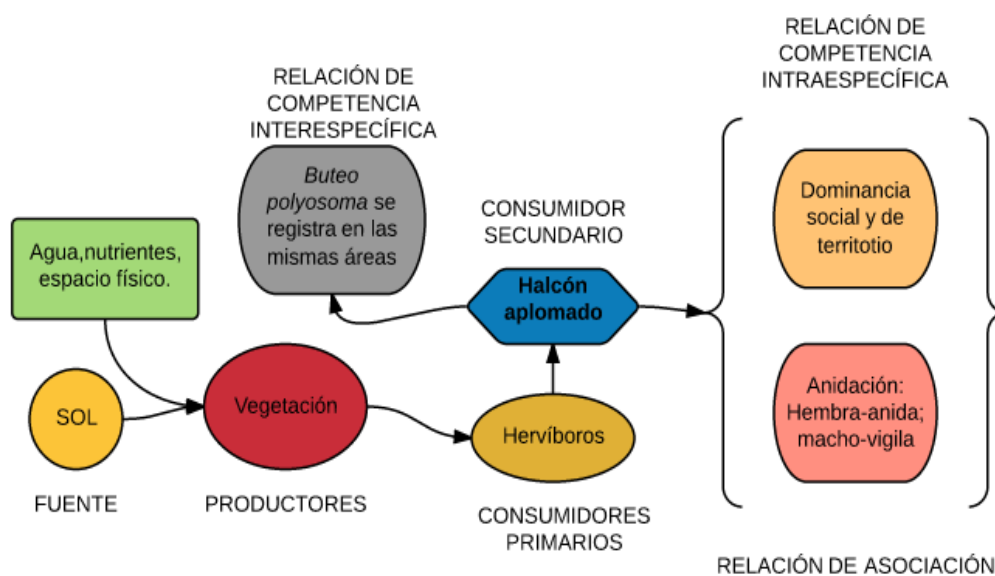 RELACIÓN DE
COMPETENCIA
INTRAESPECÍFICA
RELACIÓN DE
COMPETENCIA
INTERESPECÍFICA
Buteo
polyosoma se
registra en las
mismas áreas
CONSUMIDOR
SECUNDARIO
Dominancia
social y de
territotio
Agua,nutrientes,
espacio físico.
Halcón
aplomado
SOL
Vegetación
Hervíboros
Anidación:
Hembra-anida;
macho-vigila
FUENTE
PRODUCTORES
CONSUMIDORES
PRIMARIOS
RELACIÓN DE ASOCIACIÓN